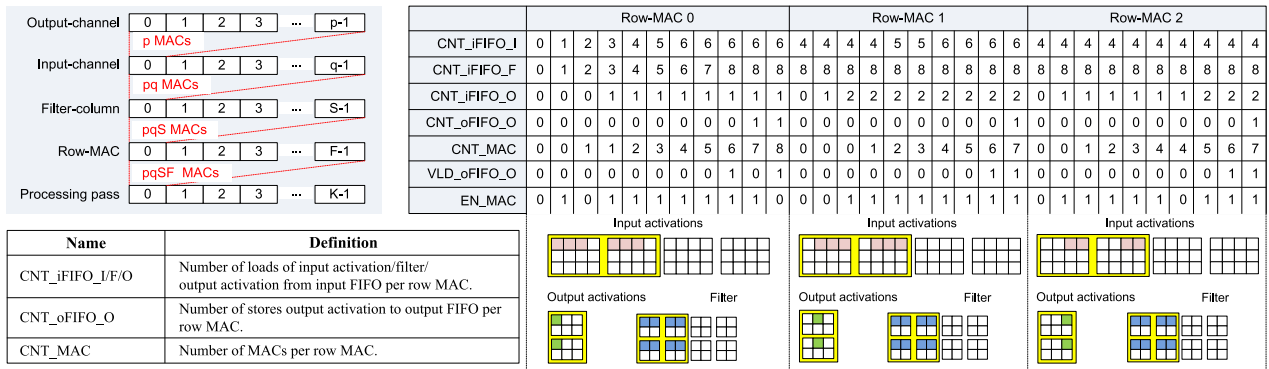 Output-channel 0 1 2 3 ... p-1
p MACs
Input-channel 0 1 2 3 ... q-1
pq MACs
Filter-column 0 1 2 3 ... S-1
pqS MACs
Row-MAC 0 1 2 3 ... F-1
pqSF MACs
Processing pass 0 1 2 3 ... K-1
Name Definition
CNT_iFIFO_I/F/O Number of loads of input activation/filter/
output activation from input FIFO per row MAC.
CNT_oFIFO_O Number of stores output activation to output FIFO per
row MAC.
CNT_MAC Number of MACs per row MAC.
Row-MAC 0 Row-MAC 1 Row-MAC 2
CNT_iFIFO_I 0 1 2 3 4 5 6 6 6 6 6 4 4 4 4 5 5 6 6 6 6 4 4 4 4 4 4 4 4 4 4
CNT_iFIFO_F 0 1 2 3 4 5 6 7 8 8 8 8 8 8 8 8 8 8 8 8 8 8 8 8 8 8 8 8 8 8 8
CNT_iFIFO_O 0 0 0 1 1 1 1 1 1 1 1 0 1 2 2 2 2 2 2 2 2 0 1 1 1 1 1 1 2 2 2
CNT_oFIFO_O 0 0 0 0 0 0 0 0 0 1 1 0 0 0 0 0 0 0 0 0 1 0 0 0 0 0 0 0 0 0 1
CNT_MAC 0 0 1 1 2 3 4 5 6 7 8 0 0 0 1 2 3 4 5 6 7 0 0 1 2 3 4 4 5 6 7
VLD_oFIFO_O 0 0 0 0 0 0 0 0 1 0 1 0 0 0 0 0 0 0 0 1 1 0 0 0 0 0 0 0 0 1 1
EN_MAC 0 1 0 1 1 1 1 1 1 1 0 0 0 1 1 1 1 1 1 1 1 0 1 1 1 1 0 1 1 1 1
Input activations Input activations Input activations
Output activations Filter Output activations Filter Output activations Filter